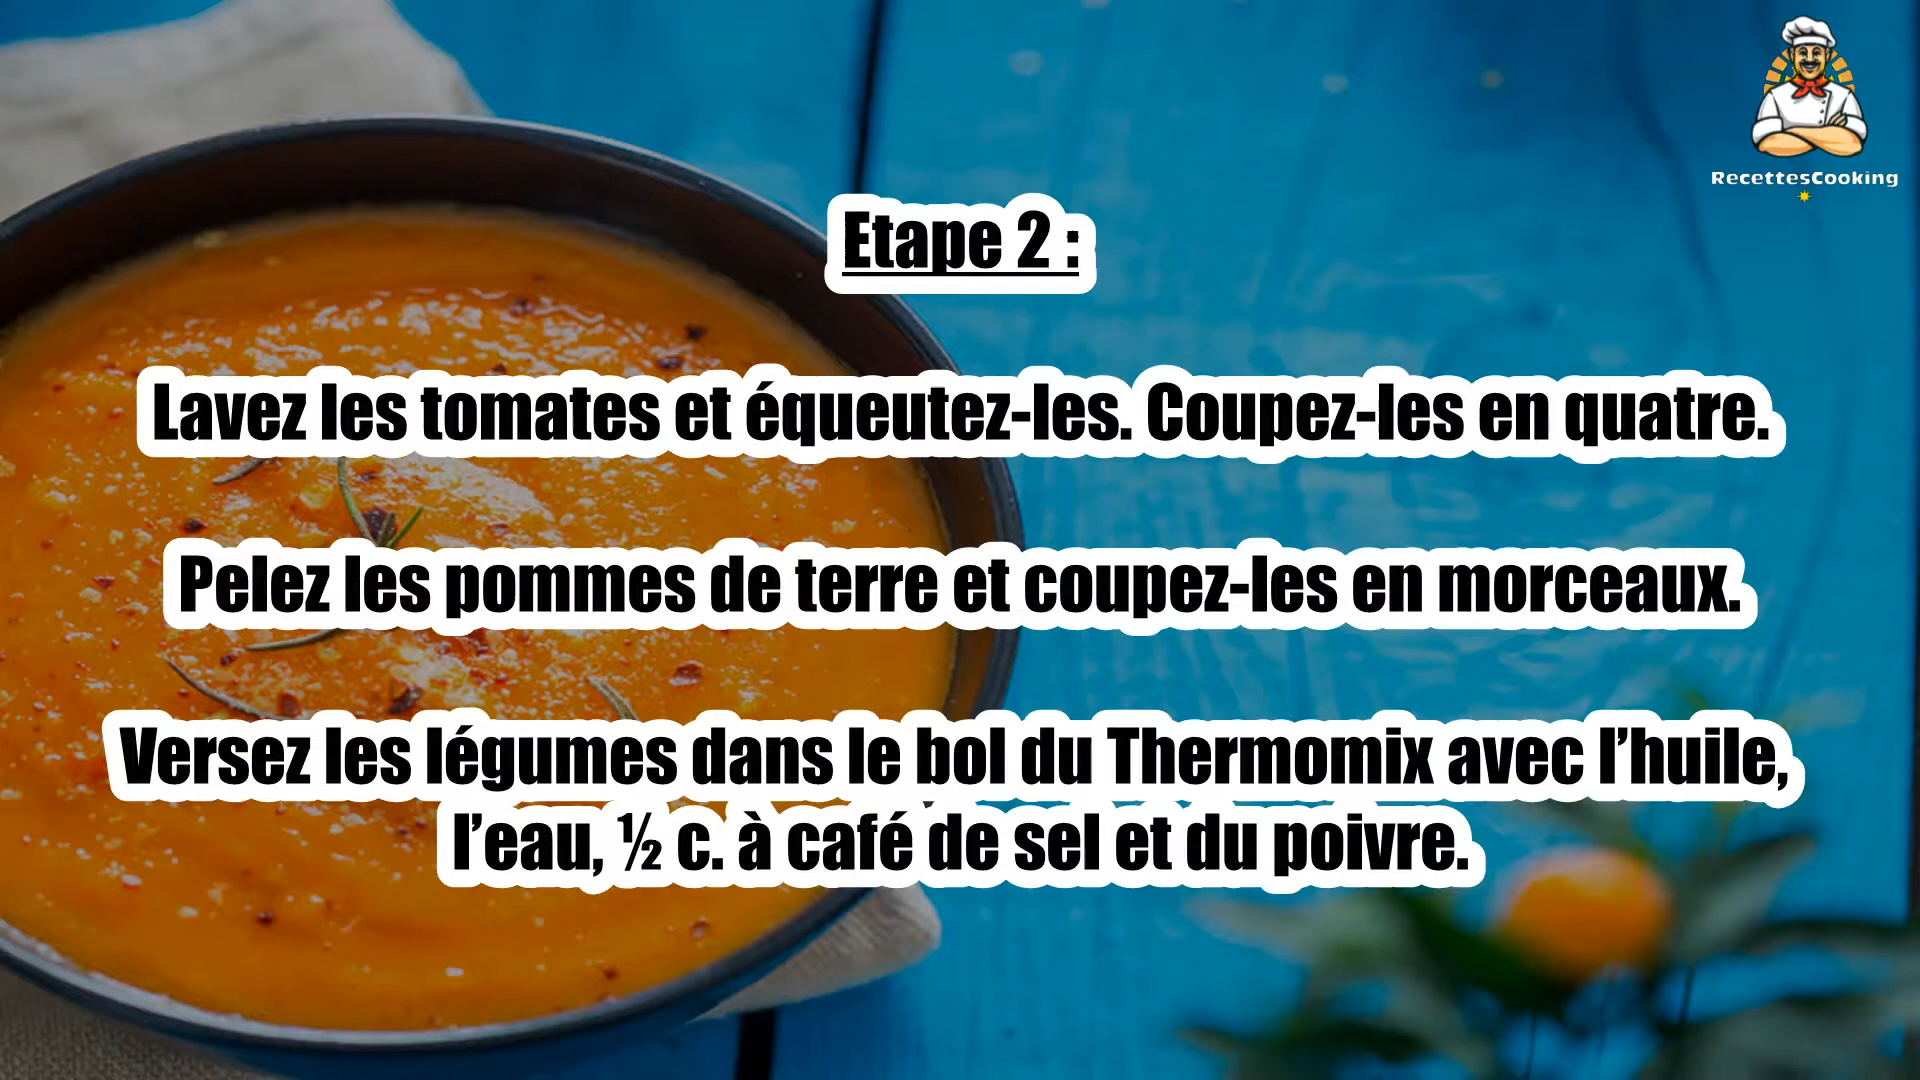 RecettesCooking
Etape 2 :
Lavez les tomates et équeutez-les. Coupez-les en quatre.
Pelez les pommes de terre et coupez-les en morceaux.
Versez les légumes dans le bol du Thermomix avec l’huile,
l’eau, ½ c. à café de sel et du poivre.